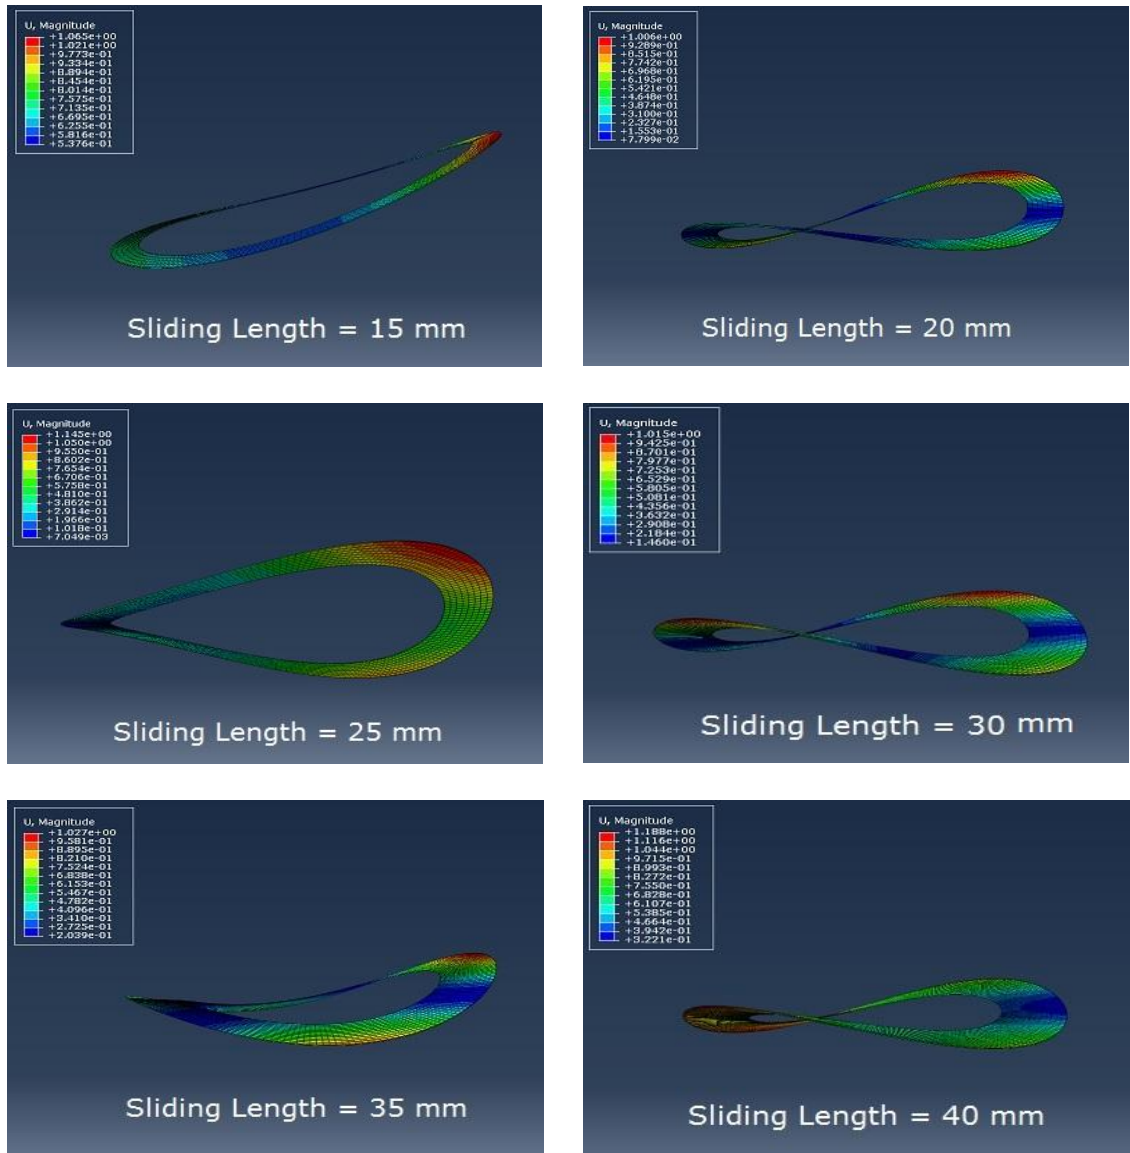 U, Magnitude
+1.065e+00
+1.021e+00
+9.773e-01
+9.334e-01
+8.894e-01
+8.454e-01
+8.014e-01
+7.575e-01
+7.135e-01
+6.695e-01
+6.255e-01
+5.816e-01
+5.376e-01
Sliding Length = 15 mm
U, Magnitude
+1.006e+00
+9.289e-01
+8.515e-01
+7.742e-01
+6.968e-01
+6.195e-01
+5.421e-01
+4.648e-01
+3.874e-01
+3.100e-01
+2.327e-01
+1.553e-01
+7.799e-02
Sliding Length = 20 mm
U, Magnitude
+1.145e+00
+1.050e+00
+9.550e-01
+8.602e-01
+7.654e-01
+6.706e-01
+5.758e-01
+4.810e-01
+3.862e-01
+2.914e-01
+1.966e-01
+1.018e-01
+7.049e-03
Sliding Length = 25 mm
U, Magnitude
+1.015e+00
+9.425e-01
+8.701e-01
+7.977e-01
+7.253e-01
+6.529e-01
+5.805e-01
+5.081e-01
+4.356e-01
+3.632e-01
+2.908e-01
+2.184e-01
+1.460e-01
Sliding Length = 30 mm
U, Magnitude
+1.027e+00
+9.581e-01
+8.895e-01
+8.210e-01
+7.524e-01
+6.838e-01
+6.153e-01
+5.467e-01
+4.782e-01
+4.096e-01
+3.410e-01
+2.725e-01
+2.039e-01
Sliding Length = 35 mm
U, Magnitude
+1.188e+00
+1.116e+00
+1.044e+00
+9.715e-01
+8.993e-01
+8.272e-01
+7.550e-01
+6.828e-01
+6.107e-01
+5.385e-01
+4.664e-01
+3.942e-01
+3.221e-01
Sliding Length = 40 mm